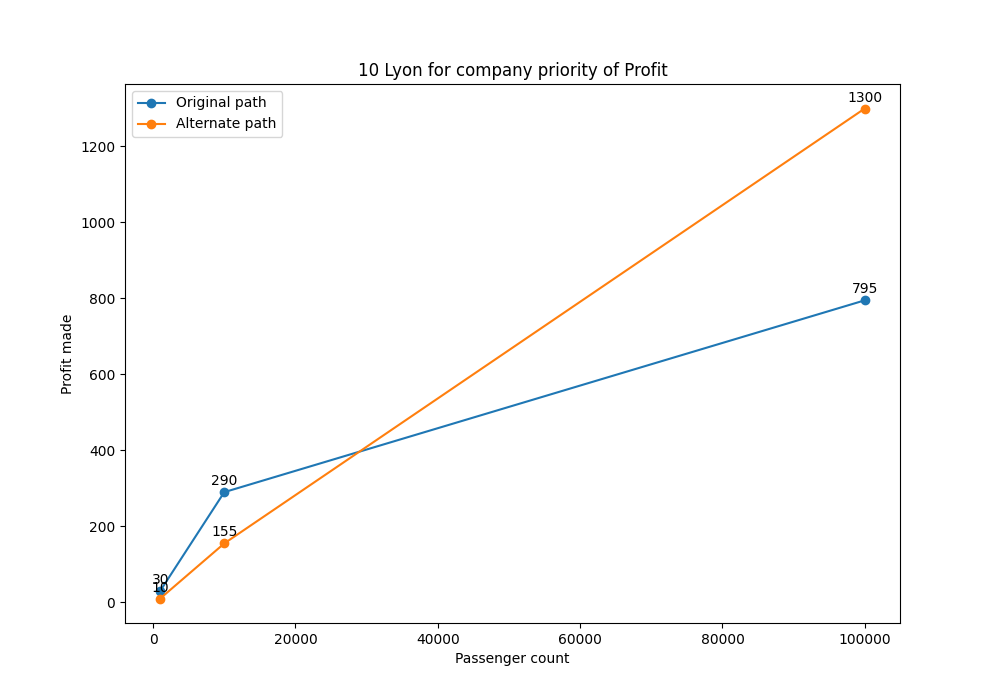 10 Lyon for company priority of Profit
Original path
Alternate path
1300
1200
1000
800
795
600
400
290
200
155
30
10
0
Profit made
0 20000 40000 60000 80000 100000
Passenger count